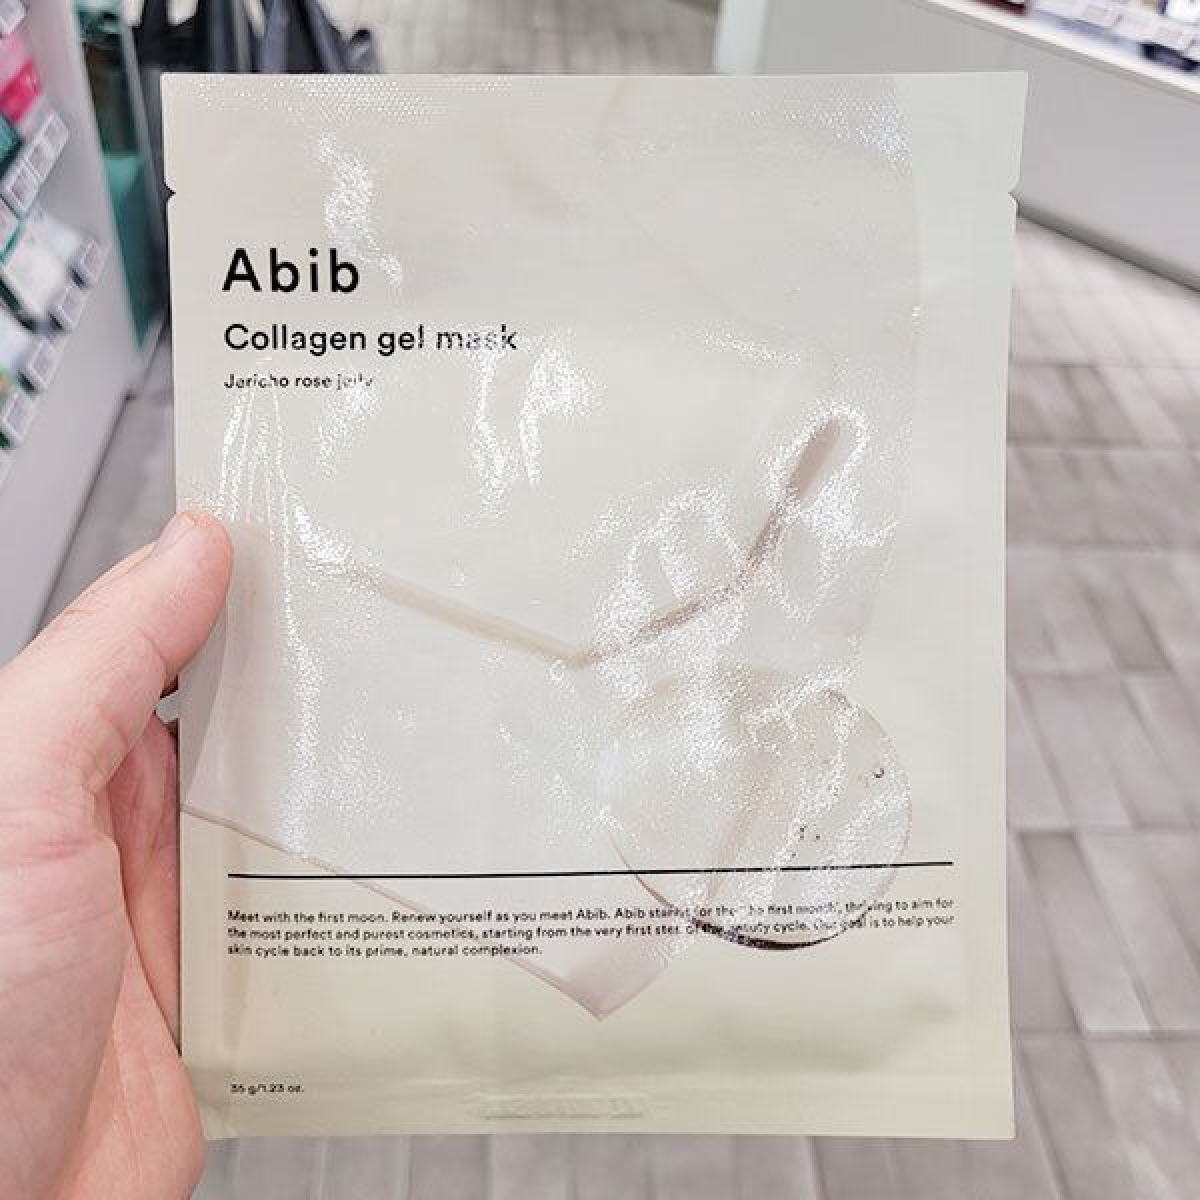 Abib
Collagen gel mask
Jericho rose jelly
Meet with the first moon. Renew yourself as you meet Abib. Abib stands for the first month, thriving to aim for
the most perfect and purest cosmetics, starting from the very first step of the beauty cycle. Our goal is to help your
skin cycle back to its prime, natural complexion.
35 g/1.23 oz.